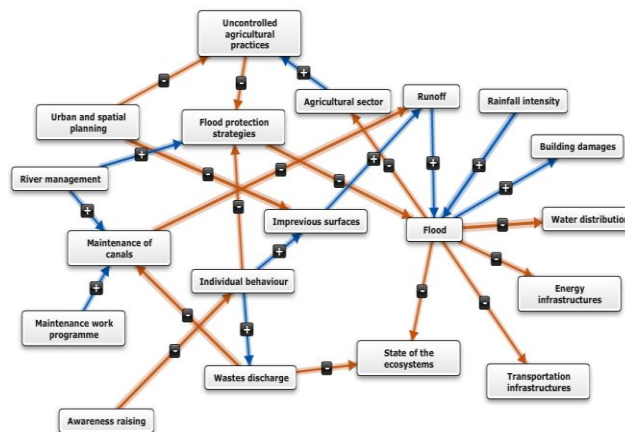 Uncontrolled
agricultural
practices
Urban and spatial
planning
Flood protection
strategies
Agricultural sector
Runoff
Rainfall intensity
Building damages
River management
Imprevious surfaces
Flood
Water distribution
Maintenance of
canals
Individual behaviour
Energy
infrastructures
Maintenance work
programme
Wastes discharge
State of the
ecosystems
Transportation
infrastructures
Awareness raising